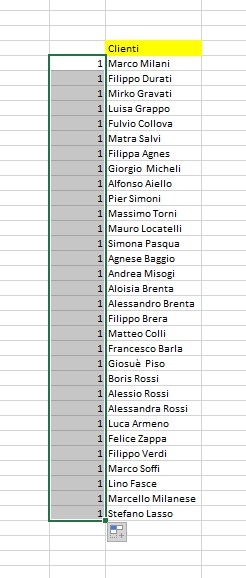 Clienti
1 Marco Milani
1 Filippo Durati
1 Mirko Gravati
1 Luisa Grappo
1 Fulvio Collova
1 Matra Salvi
1 Filippa Agnes
1 Giorgio Micheli
1 Alfonso Aiello
1 Pier Simoni
1 Massimo Torni
1 Mauro Locatelli
1 Simona Pasqua
1 Agnese Baggio
1 Andrea Misogi
1 Aloisia Brenta
1 Alessandro Brenta
1 Filippo Brera
1 Matteo Colli
1 Francesco Barla
1 Giosuè Piso
1 Boris Rossi
1 Alessio Rossi
1 Alessandra Rossi
1 Luca Armeno
1 Felice Zappa
1 Filippo Verdi
1 Marco Soffi
1 Lino Fasce
1 Marcello Milanese
1 Stefano Lasso